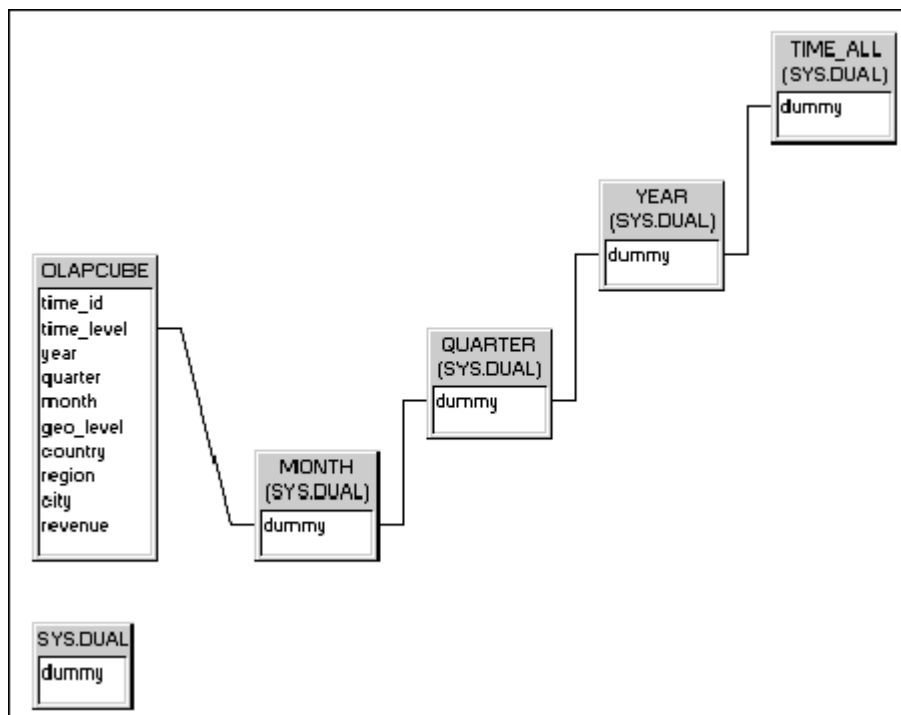 TIME_ALL
(SYS.DUAL)
dummy
YEAR
(SYS.DUAL)
dummy
OLAPCUBE
time_id
time_level
year
quarter
month
geo_level
country
region
city
revenue
QUARTER
(SYS.DUAL)
dummy
MONTH
(SYS.DUAL)
dummy
SYS.DUAL
dummy